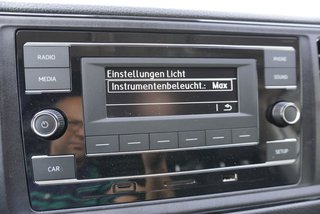 RADIO
PHONE
MEDIA
SOUND
Einstellungen Licht
Instrumentenbeleucht.: Max
CAR
SETUP